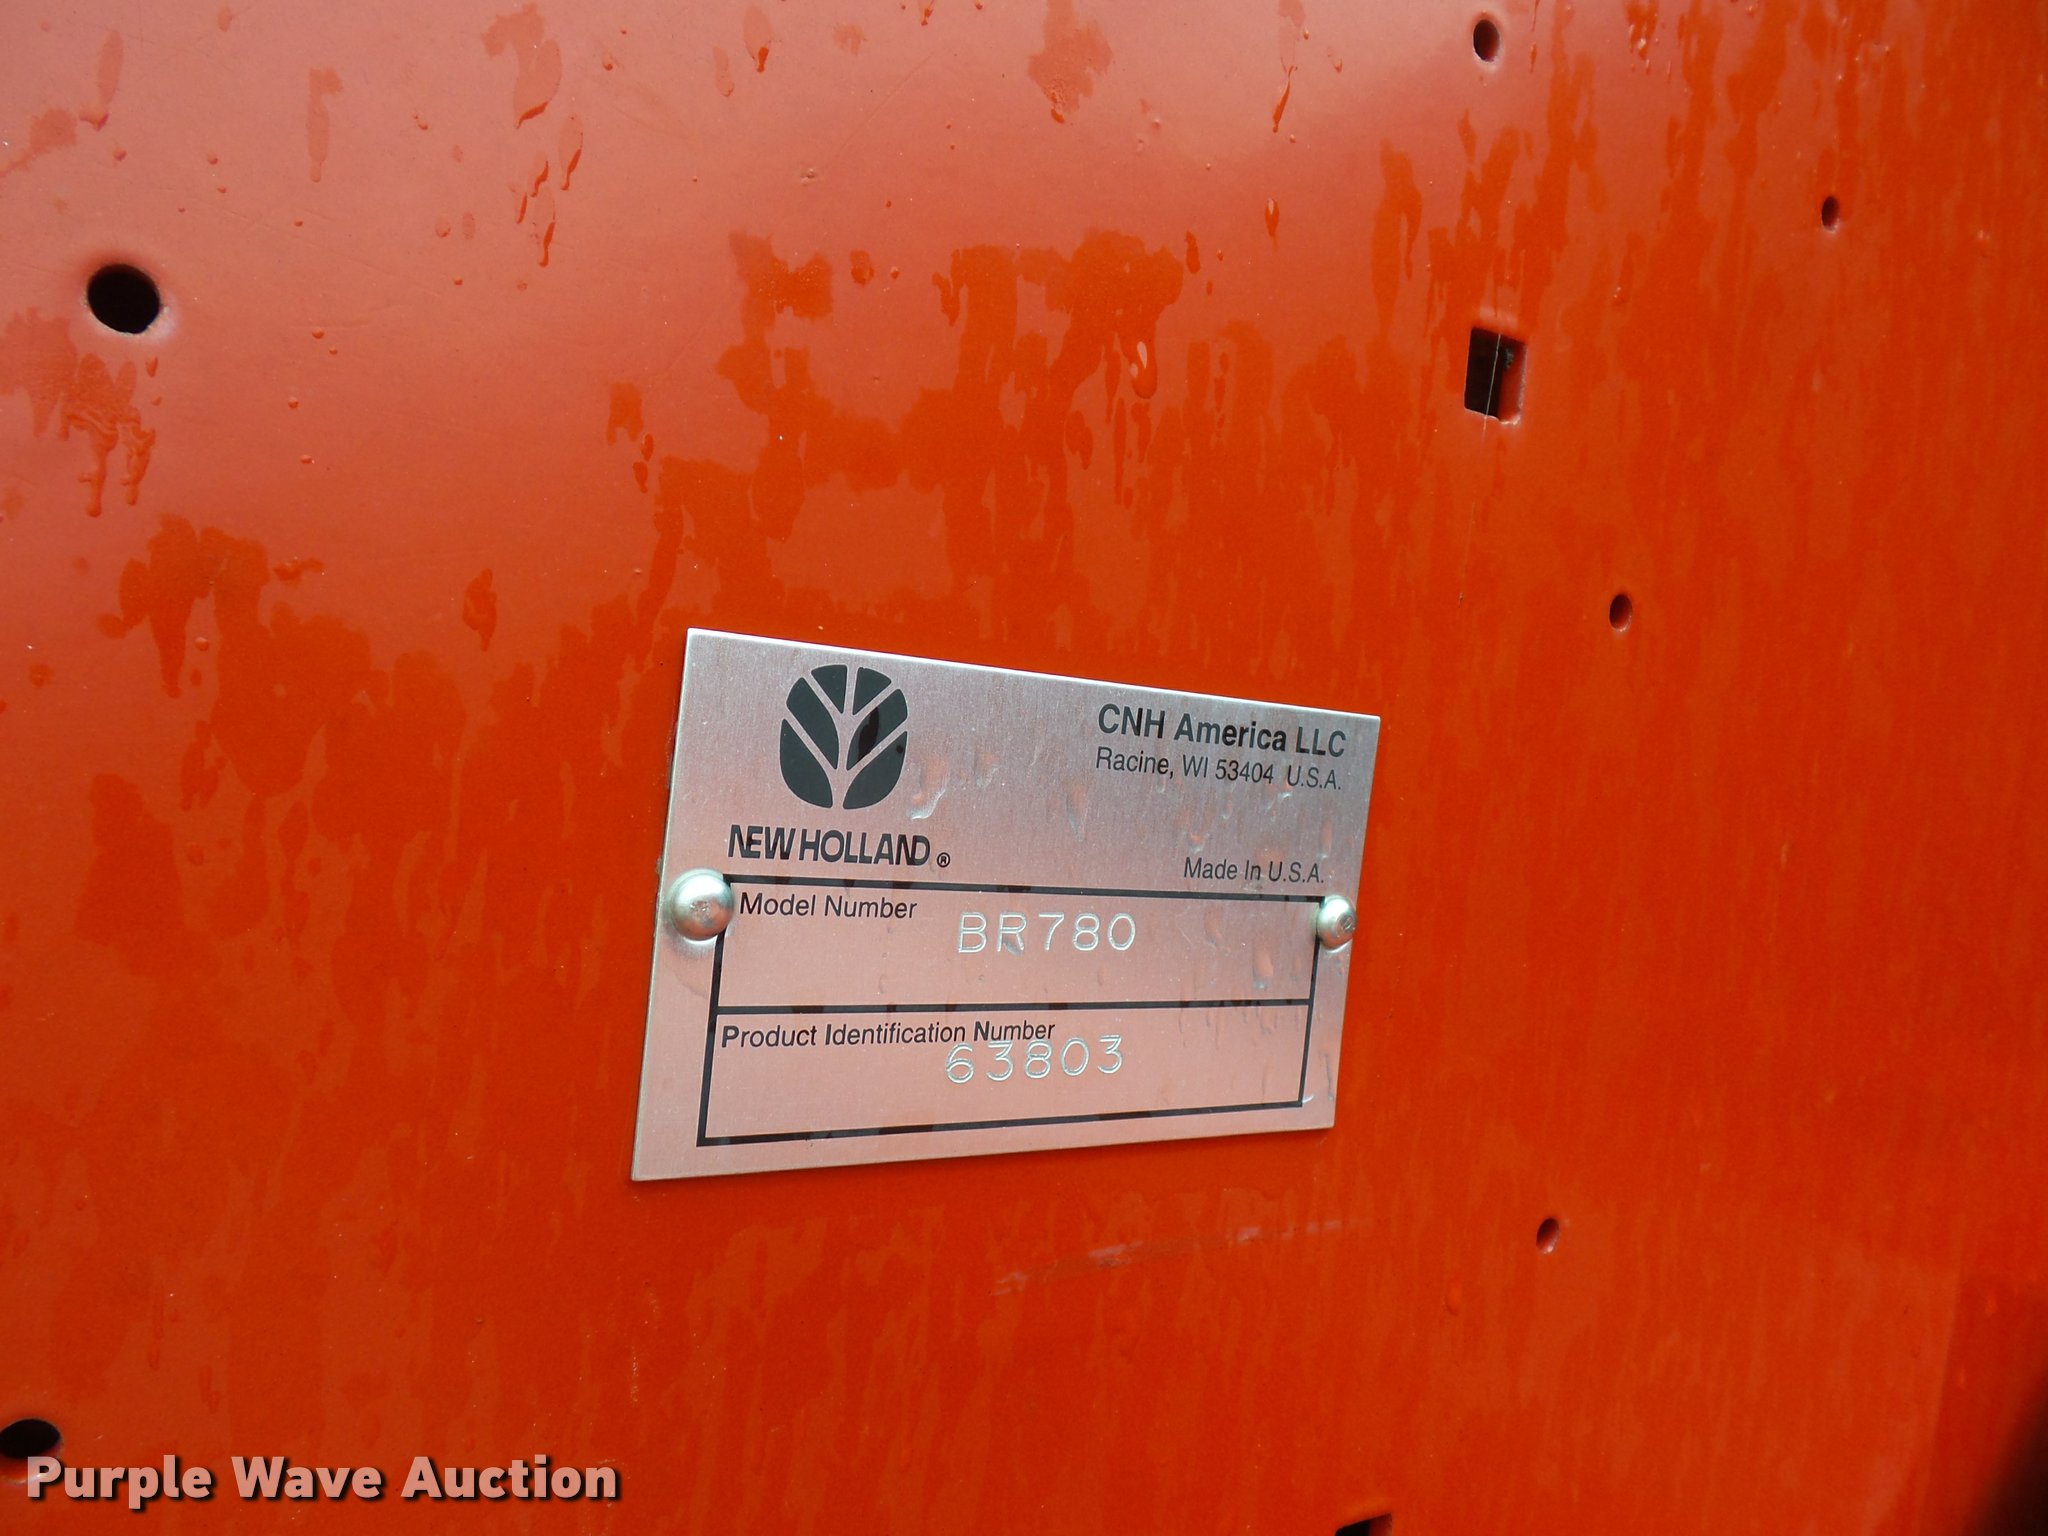 CNH America LLC
Racine, WI 53404 U.S.A.
NEW HOLLAND ®
Made In U.S.A.
Model Number
BR780
Product Identification Number
63803
Purple Wave Auction